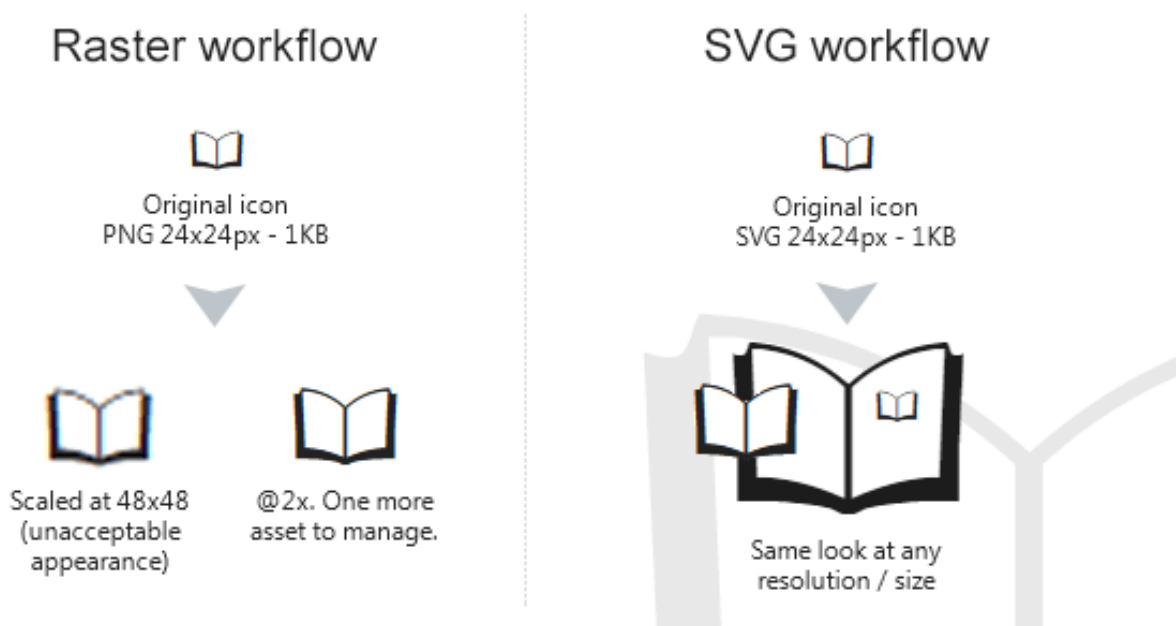 Raster workflow
Original icon
PNG 24x24px - 1KB
Scaled at 48x48
(unacceptable
appearance)
@2x. One more
asset to manage.
SVG workflow
Original icon
SVG 24x24px - 1KB
Same look at any
resolution / size